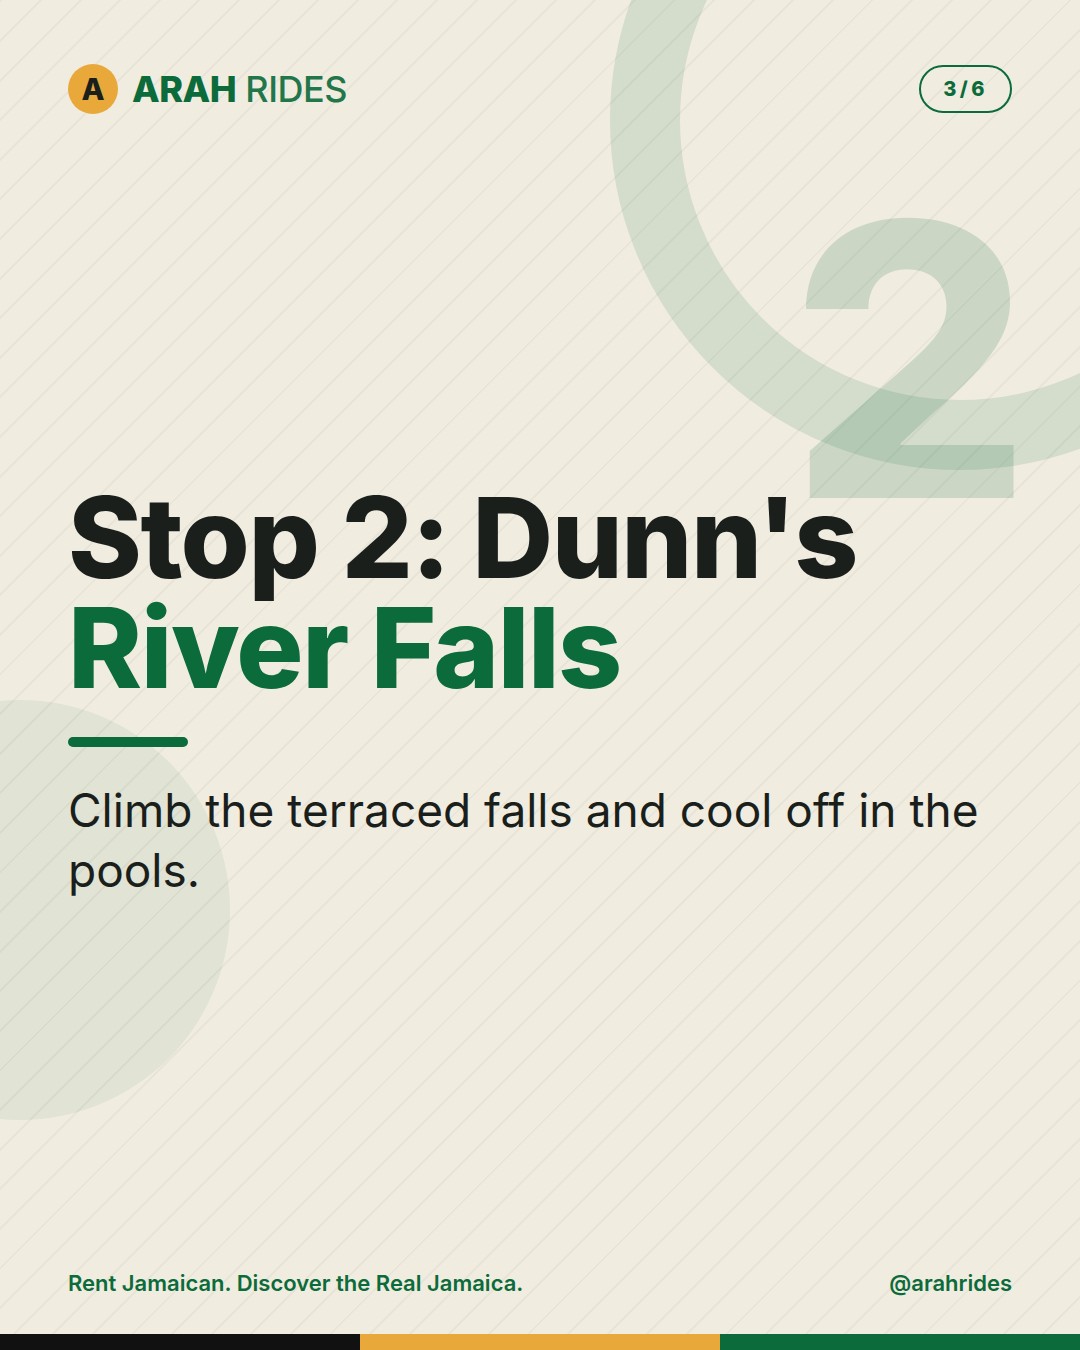 A ARAH RIDES
3/6
2
Stop 2: Dunn's
River Falls
Climb the terraced falls and cool off in the
pools.
Rent Jamaican. Discover the Real Jamaica.
@arahrides